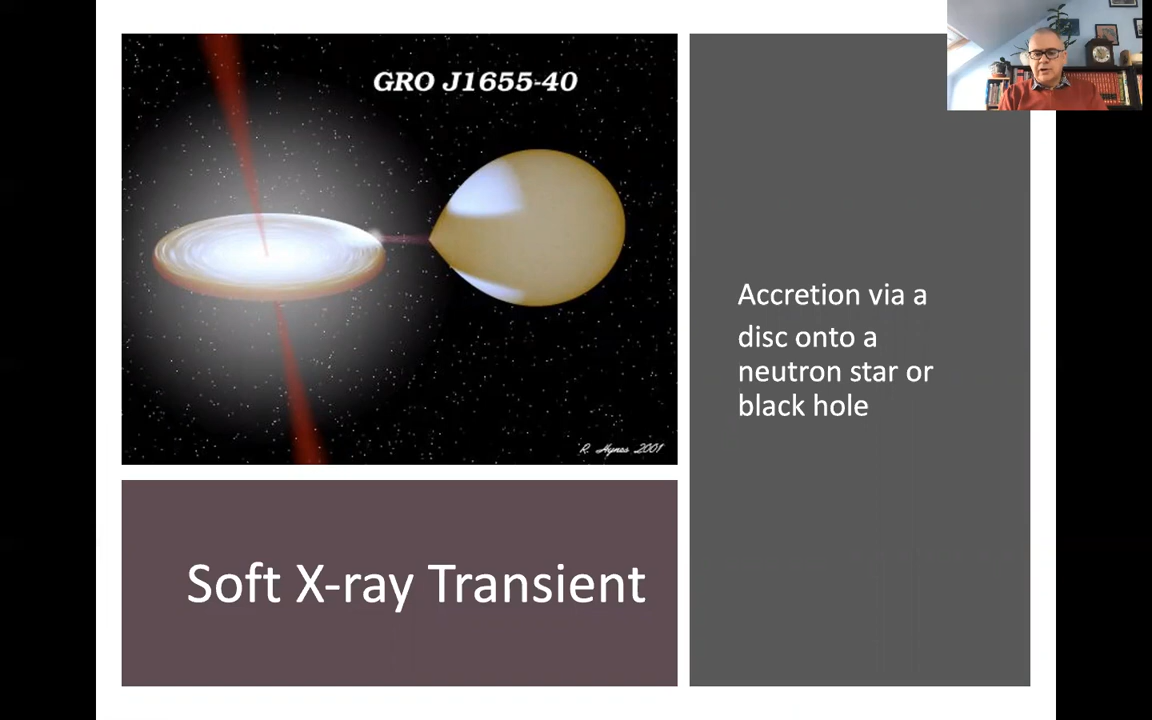 GRO J1655-40
R. Hynes 2001
Accretion via a
disc onto a
neutron star or
black hole
Soft X-ray Transient